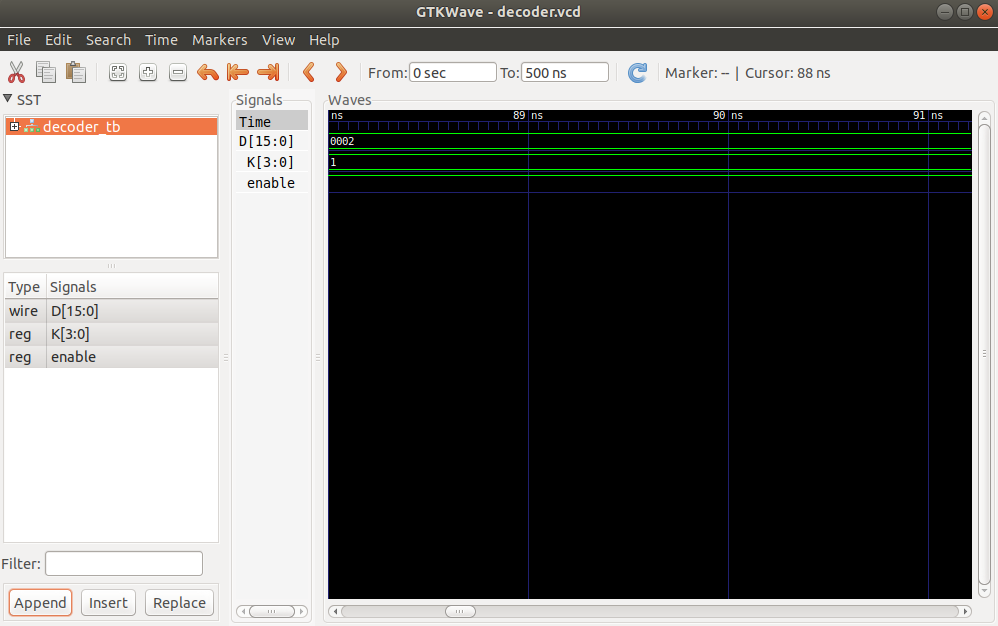 GTKWave - decoder.vcd
File Edit Search Time Markers View Help
From: 0 sec To: 500 ns Marker: -- | Cursor: 88 ns
SST
decoder_tb
Type Signals
wire D[15:0]
reg K[3:0]
reg enable
Filter:
Append Insert Replace
Signals
Time
D[15:0]
K[3:0]
enable
Waves
ns 89 ns 90 ns 91 ns
0002
1